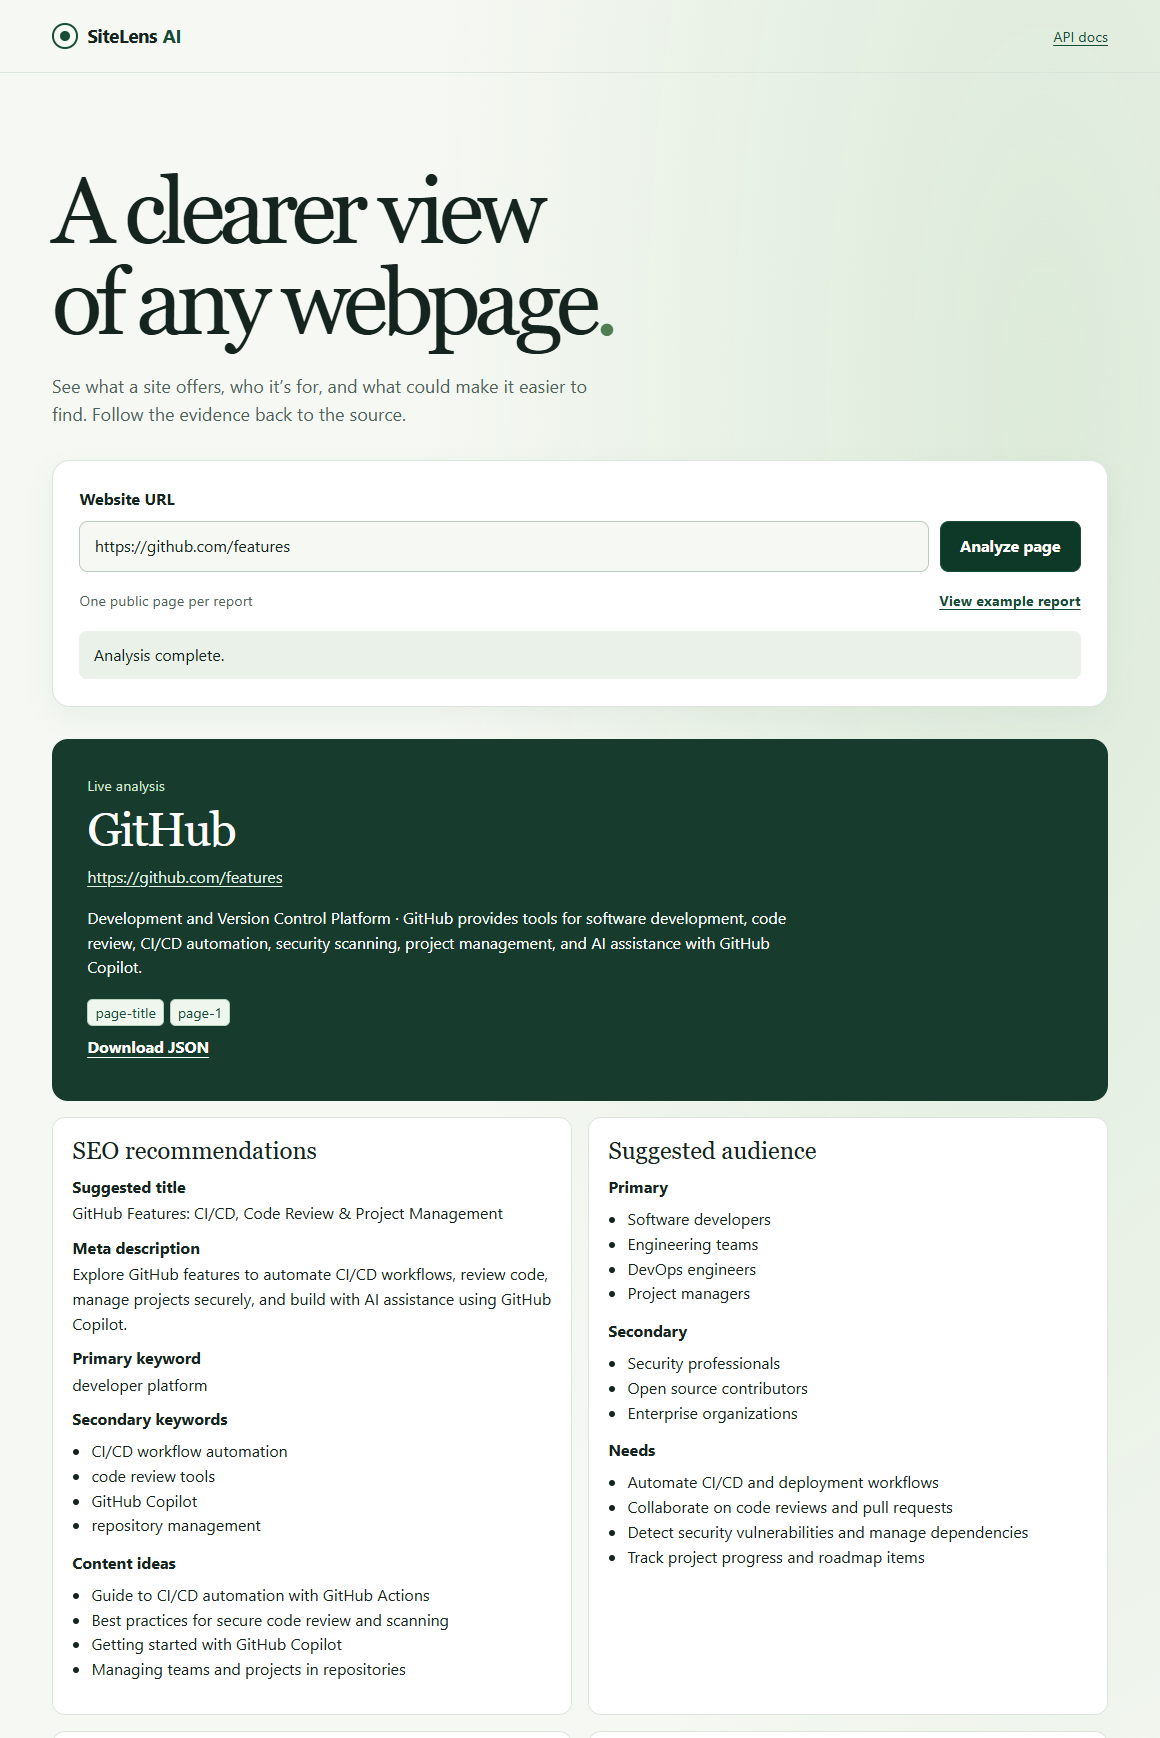 SiteLens AI
API docs
A clearer view
of any webpage.
See what a site offers, who it’s for, and what could make it easier to
find. Follow the evidence back to the source.
Website URL
https://github.com/features
Analyze page
One public page per report
View example report
Analysis complete.
Live analysis
GitHub
https://github.com/features
Development and Version Control Platform · GitHub provides tools for software development, code
review, CI/CD automation, security scanning, project management, and AI assistance with GitHub
Copilot.
page-title
page-1
Download JSON
SEO recommendations
Suggested title
GitHub Features: CI/CD, Code Review & Project Management
Meta description
Explore GitHub features to automate CI/CD workflows, review code,
manage projects securely, and build with AI assistance using GitHub
Copilot.
Primary keyword
developer platform
Secondary keywords
• CI/CD workflow automation
• code review tools
• GitHub Copilot
• repository management
Content ideas
• Guide to CI/CD automation with GitHub Actions
• Best practices for secure code review and scanning
• Getting started with GitHub Copilot
• Managing teams and projects in repositories
Suggested audience
Primary
• Software developers
• Engineering teams
• DevOps engineers
• Project managers
Secondary
• Security professionals
• Open source contributors
• Enterprise organizations
Needs
• Automate CI/CD and deployment workflows
• Collaborate on code reviews and pull requests
• Detect security vulnerabilities and manage dependencies
• Track project progress and roadmap items